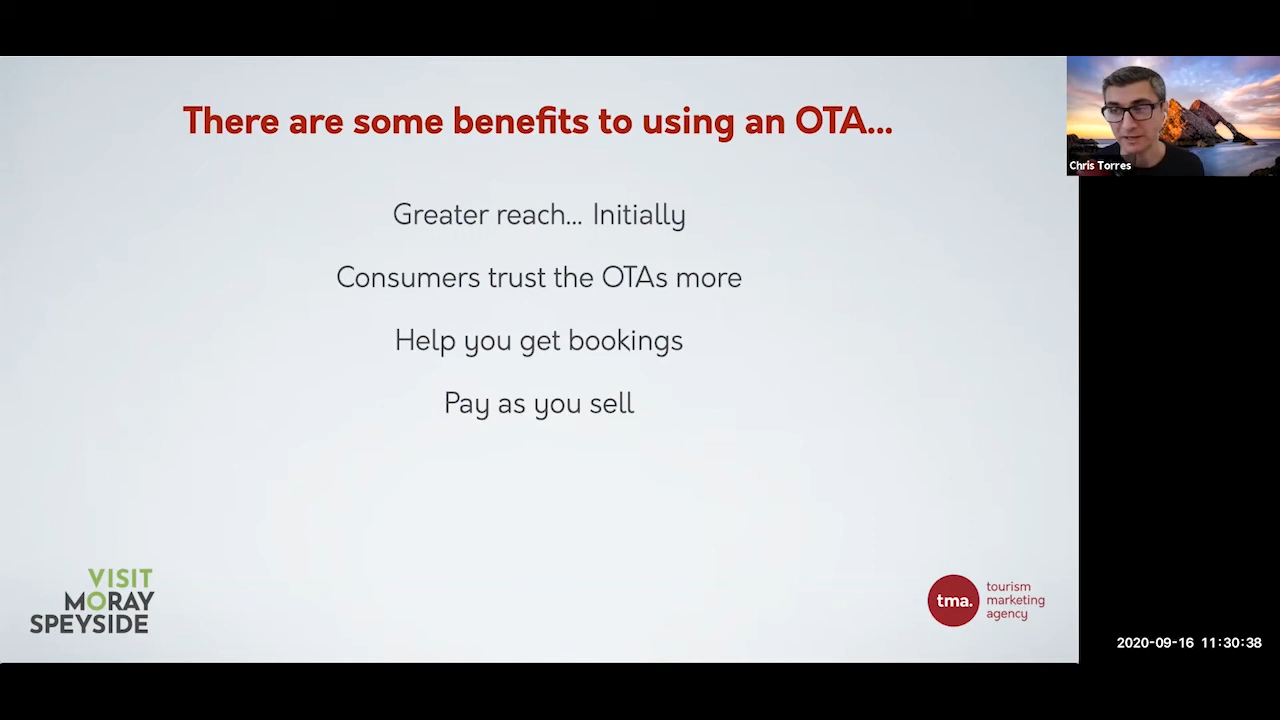 There are some benefits to using an OTA...
Greater reach... Initially
Consumers trust the OTAs more
Help you get bookings
Pay as you sell
VISIT
MORAY
SPEYSIDE
tma.
tourism
marketing
agency
Chris Torres
2020-09-16 11:30:38